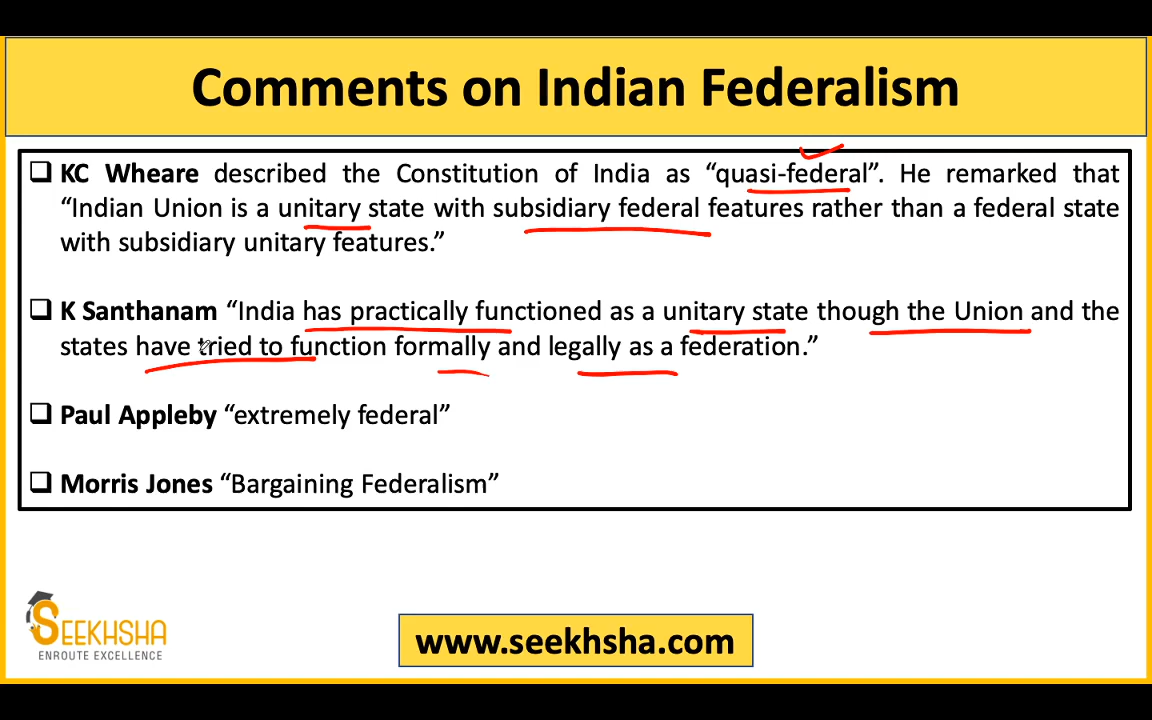 Comments on Indian Federalism
❑ KC Wheare described the Constitution of India as “quasi-federal”. He remarked that
“Indian Union is a unitary state with subsidiary federal features rather than a federal state
with subsidiary unitary features.”
❑ K Santhanam “India has practically functioned as a unitary state though the Union and the
states have tried to function formally and legally as a federation.”
❑ Paul Appleby “extremely federal”
❑ Morris Jones “Bargaining Federalism”
SEEKHSHA
ENROUTE EXCELLENCE
www.seekhsha.com